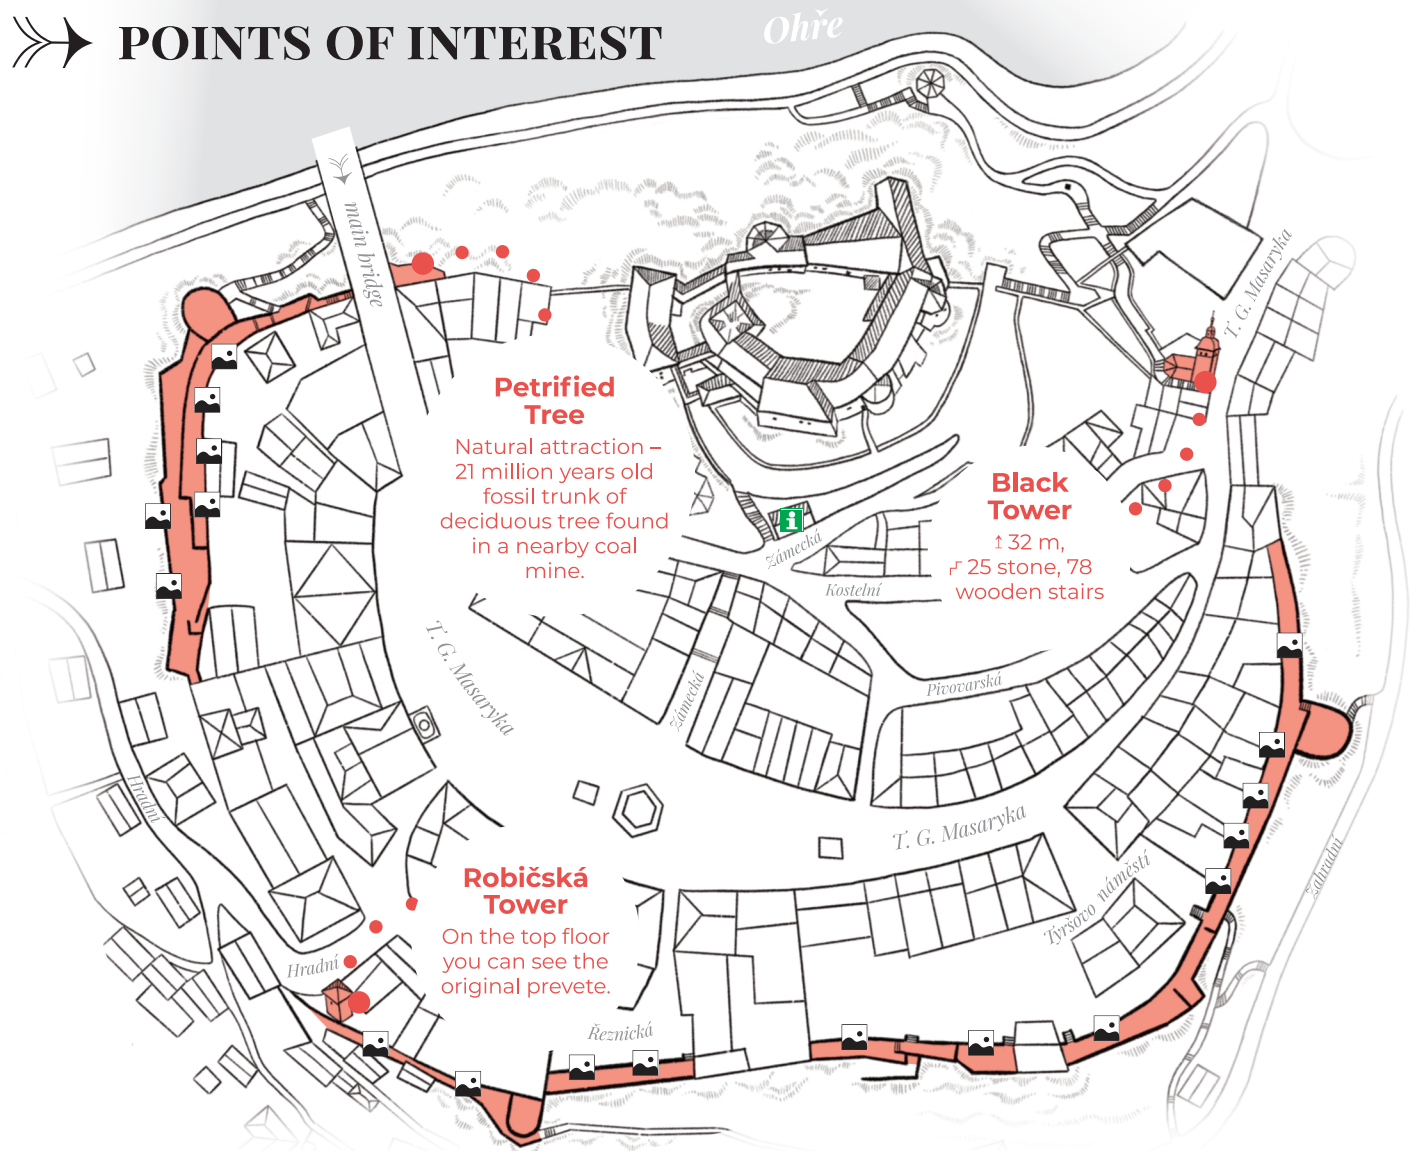 POINTS OF INTEREST
Ohře
main bridge
T. G. Masaryka
Petrified
Tree
Natural attraction –
21 million years old
fossil trunk of
deciduous tree found
in a nearby coal
mine.
Black
Tower
↑ 32 m,
25 stone, 78
wooden stairs
i
Zámecká
Kostelní
T. G. Masaryka
Zámecká
Pivovarská
Hradní
T. G. Masaryka
Zahradní
Tyršovo náměstí
Robičská
Tower
On the top floor
you can see the
original prevete.
Hradní
Řeznická